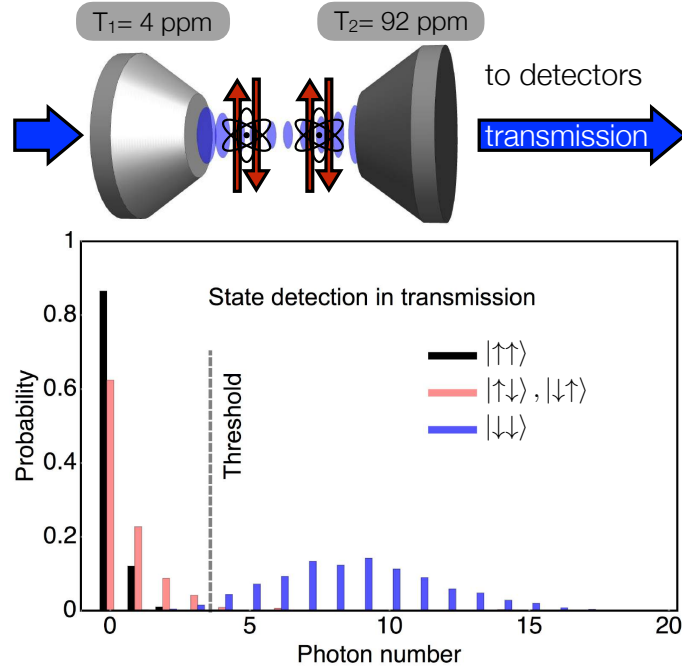 T₁= 4 ppm
T₂= 92 ppm
to detectors
transmission
State detection in transmission
|↑↑⟩
|↑↓⟩ , |↓↑⟩
|↓↓⟩
Threshold
Probability
1
0.8
0.6
0.4
0.2
0
0 5 10 15 20
Photon number